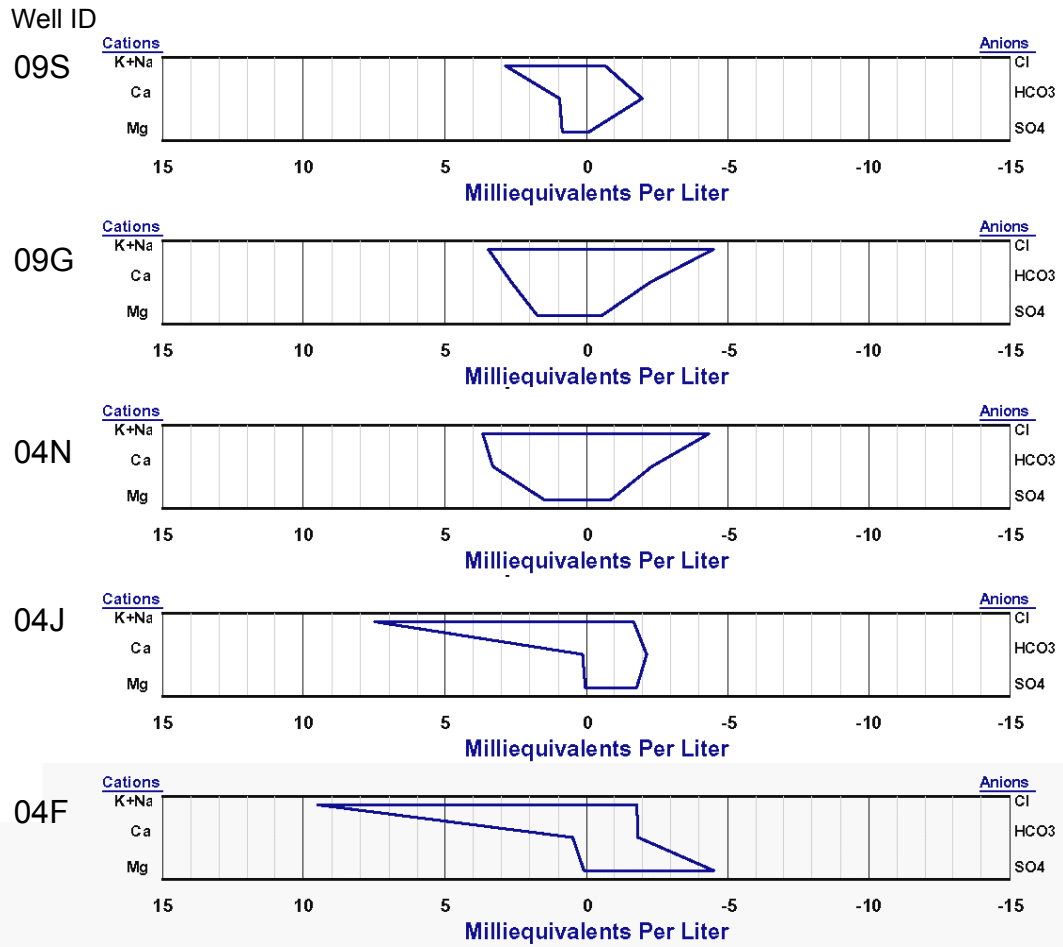 Well ID
09S
Cations Anions
K+Na Cl
Ca HCO3
Mg SO4
15 10 5 0 -5 -10 -15
Milliequivalents Per Liter
09G
Cations Anions
K+Na Cl
Ca HCO3
Mg SO4
15 10 5 0 -5 -10 -15
Milliequivalents Per Liter
04N
Cations Anions
K+Na Cl
Ca HCO3
Mg SO4
15 10 5 0 -5 -10 -15
Milliequivalents Per Liter
04J
Cations Anions
K+Na Cl
Ca HCO3
Mg SO4
15 10 5 0 -5 -10 -15
Milliequivalents Per Liter
04F
Cations Anions
K+Na Cl
Ca HCO3
Mg SO4
15 10 5 0 -5 -10 -15
Milliequivalents Per Liter